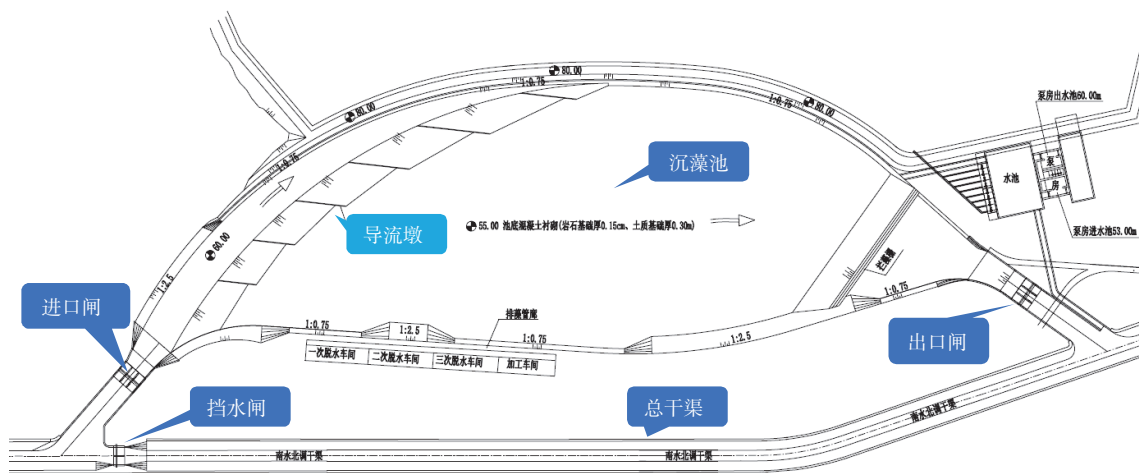 80.00
1:0.75
80.00
1:0.75
80.00
1:0.75
泵房出水池60.00m
泵
房
水池
泵房进水池53.00m
沉藻池
导流墩
55.00 池底混凝土衬砌(岩石基础厚0.15cm、土质基础厚0.30m)
60.00
1:2.5
拦藻堰
进口闸
1:0.75
1:2.5
排藻管廊
1:0.75
1:2.5
1:0.75
出口闸
一次脱水车间
二次脱水车间
三次脱水车间
加工车间
挡水闸
总干渠
南水北调干渠
南水北调干渠
南水北调干渠